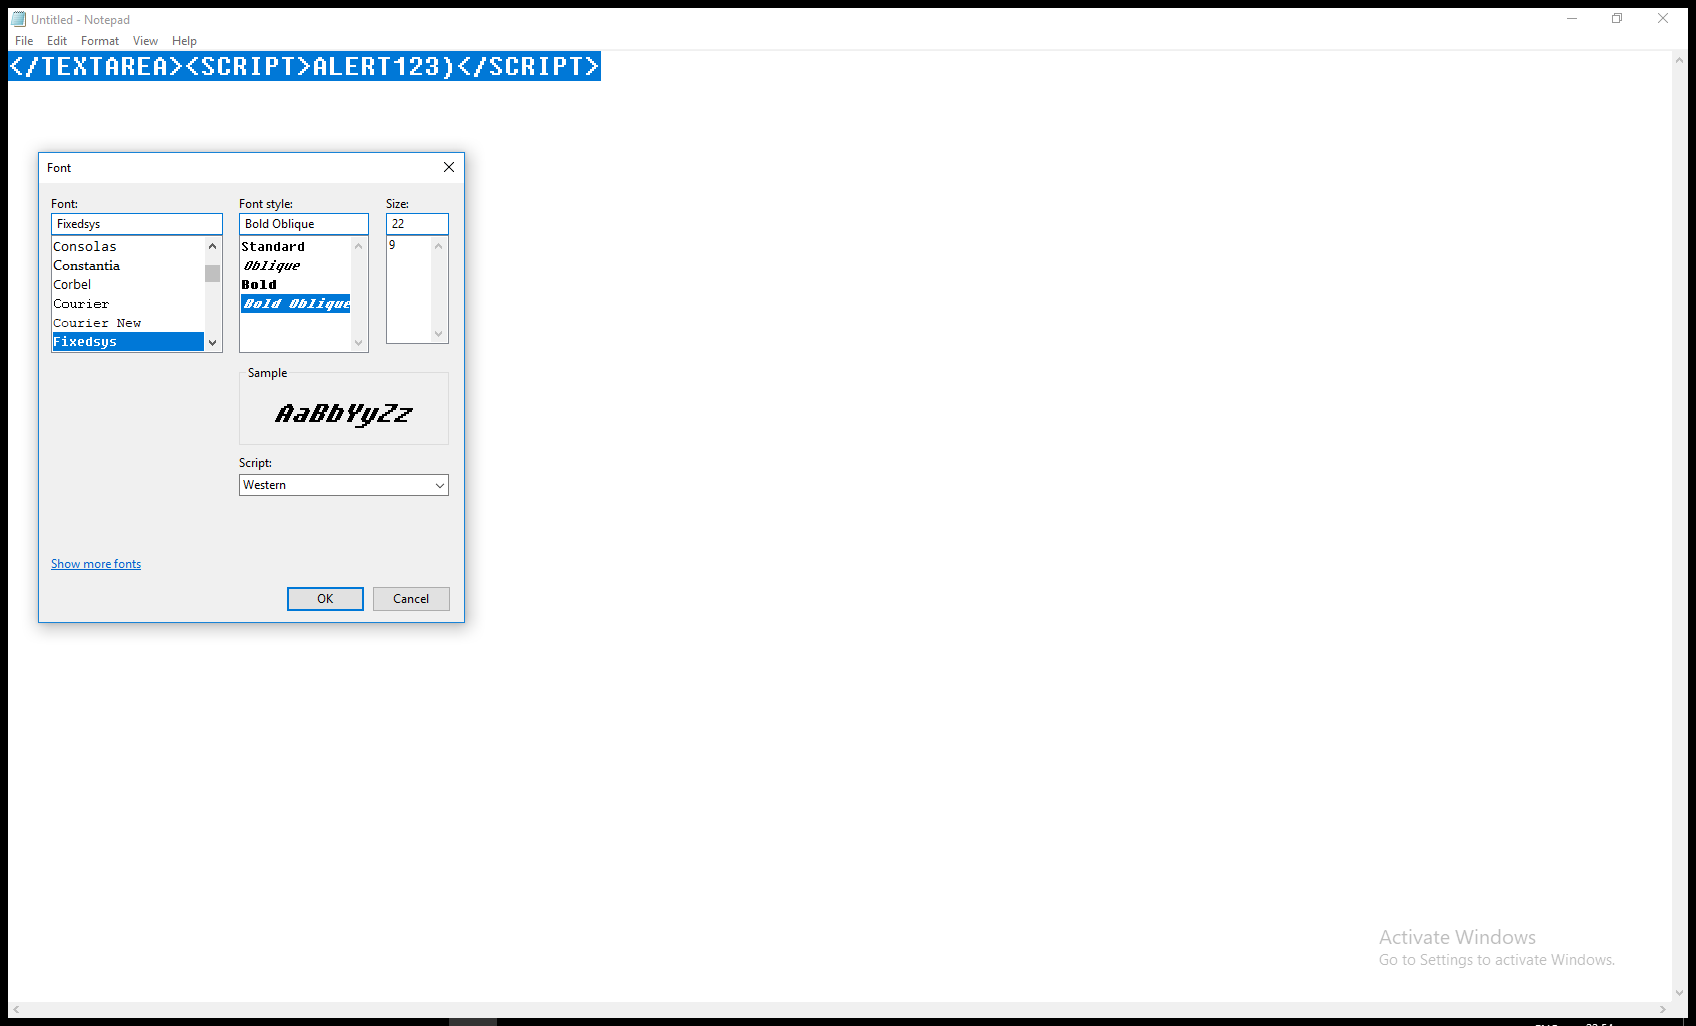 Untitled - Notepad
File Edit Format View Help
</TEXTAREA><SCRIPT>ALERT123)</SCRIPT>
Font
Font: Font style: Size:
Fixedsys Bold Oblique 22
Consolas Standard 9
Constantia Oblique
Corbel Bold
Courier Bold Oblique
Courier New
Fixedsys
Sample
AaBbYyZz
Script:
Western
Show more fonts
OK Cancel
Activate Windows
Go to Settings to activate Windows.